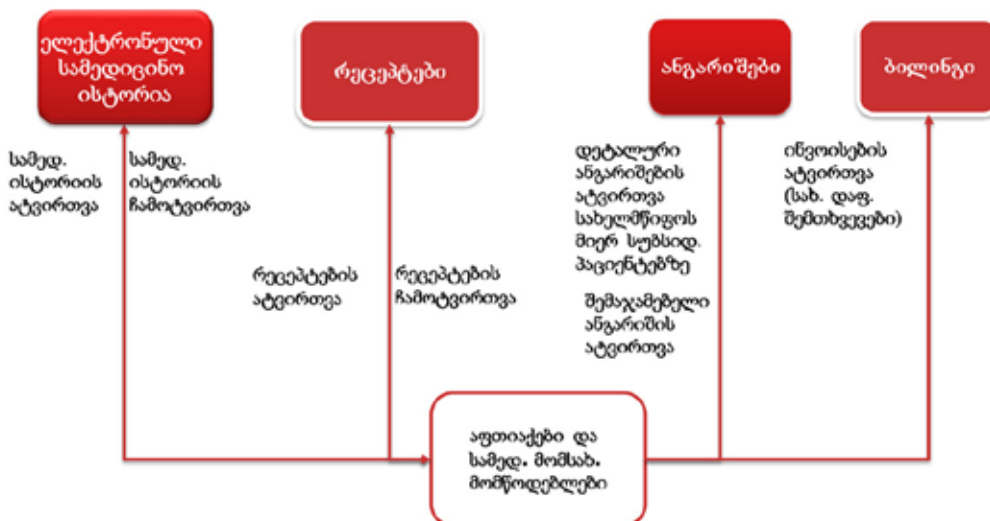 ელექტრონული
სამედიცინო
ისტორია
რეცეპტები
ანგარიშები
ბილინგი
სამედ.
ისტორიის
ატვირთვა
სამედ.
ისტორიის
ჩამოტვირთვა
რეცეპტების
ატვირთვა
რეცეპტების
ჩამოტვირთვა
დეტალური
ანგარიშების
ატვირთვა
სახელმწიფოს
მიერ სუბსიდ.
პაციენტებზე
შემაჯამებელი
ანგარიშის
ატვირთვა
ინვოისების
ატვირთვა
(სახ. დაფ.
შემთხვევები)
აფთიაქები და
სამედ. მომსახ.
მომწოდებლები